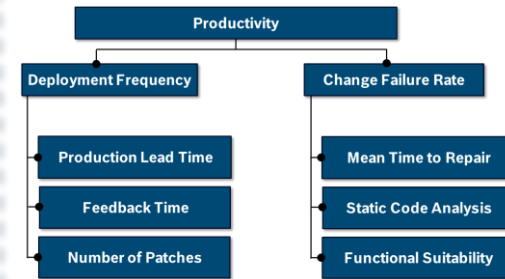 Productivity
Deployment Frequency
Change Failure Rate
Production Lead Time
Mean Time to Repair
Feedback Time
Static Code Analysis
Number of Patches
Functional Suitability